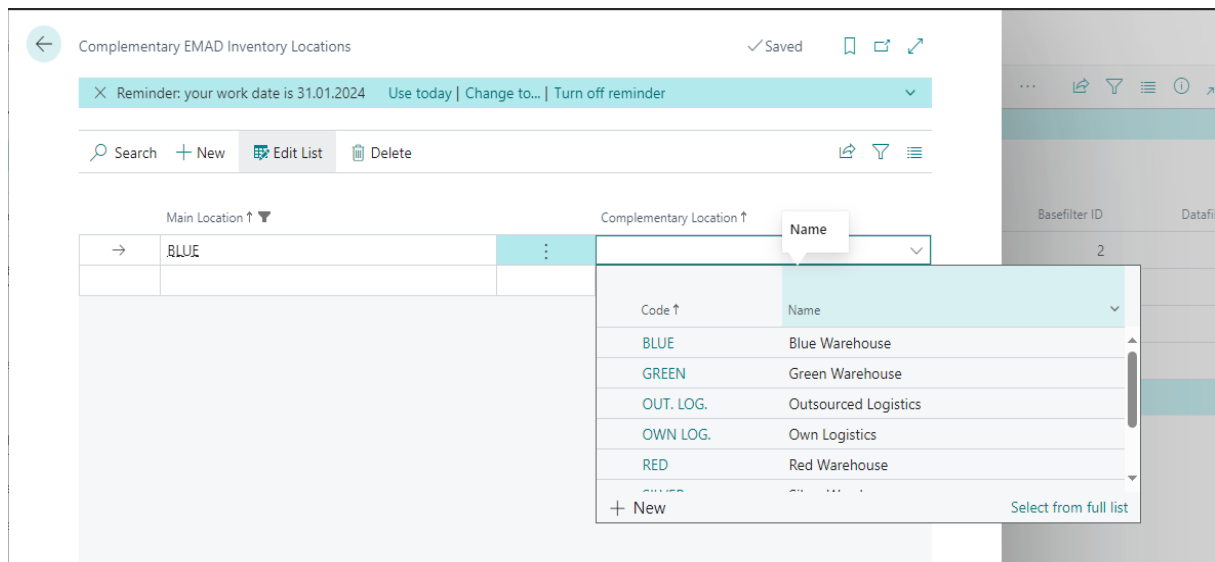 Complementary EMAD Inventory Locations
Saved
Reminder: your work date is 31.01.2024 Use today | Change to... | Turn off reminder
Search New Edit List Delete
Main Location Complementary Location
Name
Basefilter ID Datafil
BLUE
2
Code Name
BLUE Blue Warehouse
GREEN Green Warehouse
OUT. LOG. Outsourced Logistics
OWN LOG. Own Logistics
RED Red Warehouse
New Select from full list